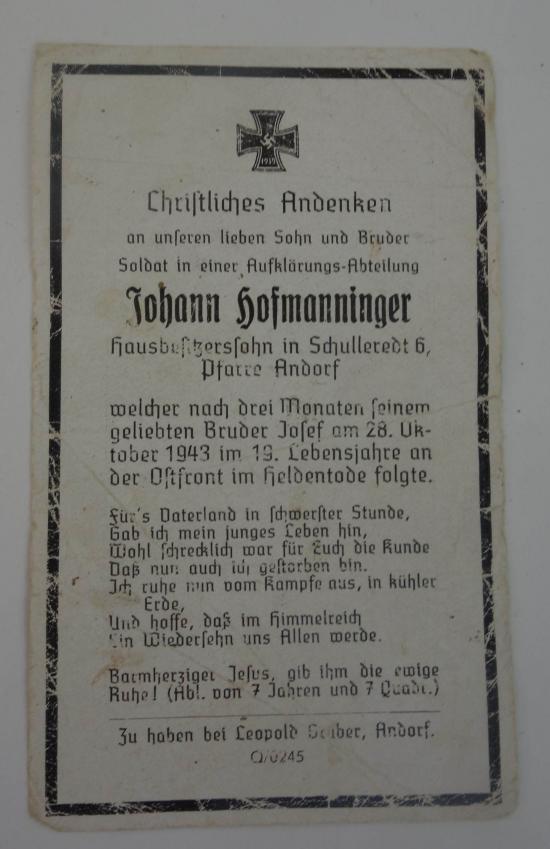 1939
Christliches Andenken
an unseren lieben Sohn und Bruder
Soldat in einer Aufklärungs-Abteilung
Johann Hofmanninger
Hausbesitzerssohn in Schulleredt 6,
Pfarre Andorf
welcher nach drei Monaten seinem
geliebten Bruder Josef am 28. Ok-
tober 1943 im 19. Lebensjahre an
der Ostfront im Heldentode folgte.
Für's Vaterland in schwerster Stunde,
Gab ich mein junges Leben hin,
Wohl schrecklich war für Euch die Kunde
Daß nun auch ich gestorben bin.
Ich ruhe nun vom Kampfe aus, in kühler
Erde,
Und hoffe, daß im Himmelreich
Ein Wiedersehn uns Allen werde.
Barmherziger Jesus, gib ihm die ewige
Ruhe! (Abl. von 7 Jahren und 7 Quadr.)
Zu haben bei Leopold Andorf.
Q/0245